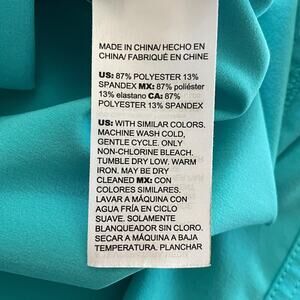 MADE IN CHINA/ HECHO EN
CHINA/ FABRIQUÉ EN CHINE
US: 87% POLYESTER 13%
SPANDEX MX: 87% poliéster
13% elastano CA: 87%
POLYESTER 13% SPANDEX
US: WITH SIMILAR COLORS.
MACHINE WASH COLD,
GENTLE CYCLE. ONLY
NON-CHLORINE BLEACH.
TUMBLE DRY LOW. WARM
IRON. MAY BE DRY
CLEANED MX: CON
COLORES SIMILARES.
LAVAR A MÁQUINA CON
AGUA FRÍA EN CICLO
SUAVE. SOLAMENTE
BLANQUEADOR SIN CLORO.
SECAR A MÁQUINA A BAJA
TEMPERATURA. PLANCHAR